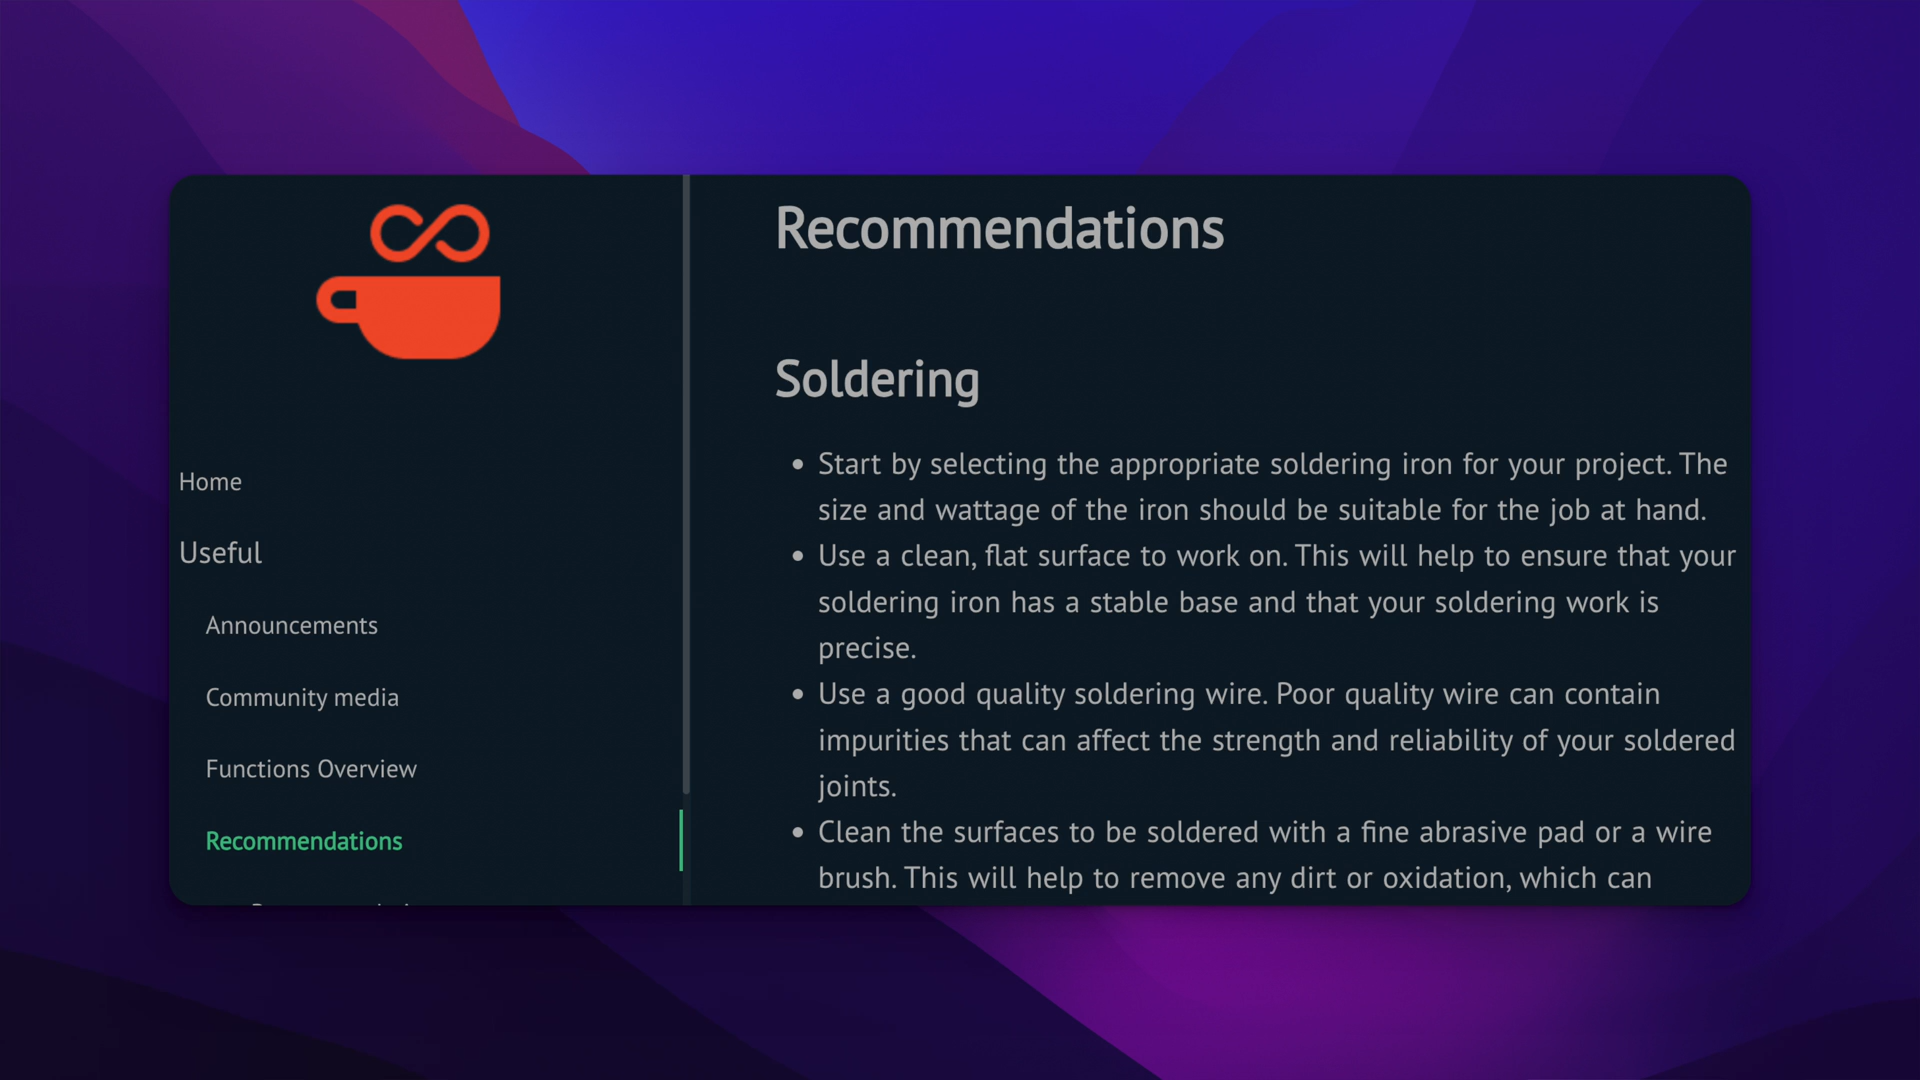 Home
Useful
Announcements
Community media
Functions Overview
Recommendations
Recommendations
Soldering
• Start by selecting the appropriate soldering iron for your project. The
size and wattage of the iron should be suitable for the job at hand.
• Use a clean, flat surface to work on. This will help to ensure that your
soldering iron has a stable base and that your soldering work is
precise.
• Use a good quality soldering wire. Poor quality wire can contain
impurities that can affect the strength and reliability of your soldered
joints.
• Clean the surfaces to be soldered with a fine abrasive pad or a wire
brush. This will help to remove any dirt or oxidation, which can